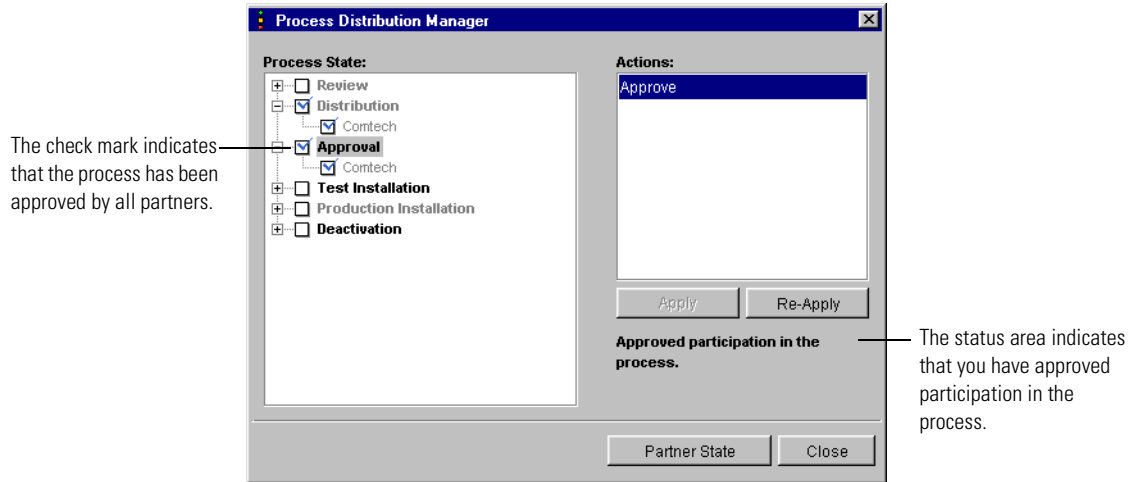 Process Distribution Manager
Process State:
Review
Distribution
Comtech
Approval
Comtech
Test Installation
Production Installation
Deactivation
Actions:
Approve
Apply
Re-Apply
Approved participation in the
process.
Partner State
Close
The check mark indicates
that the process has been
approved by all partners.
The status area indicates
that you have approved
participation in the
process.